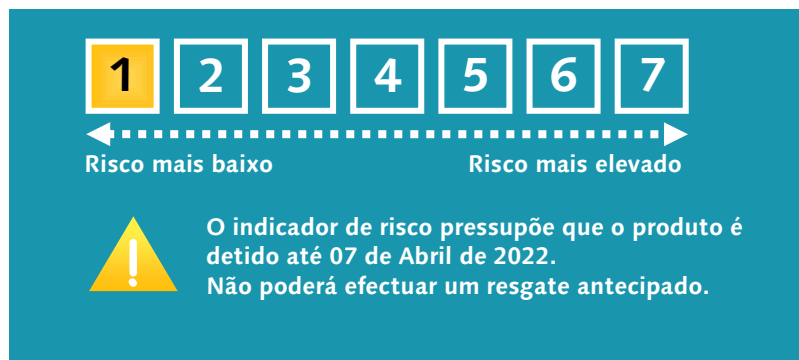 1 2 3 4 5 6 7
Risco mais baixo Risco mais elevado
O indicador de risco pressupõe que o produto é
detido até 07 de Abril de 2022.
Não poderá efectuar um resgate antecipado.